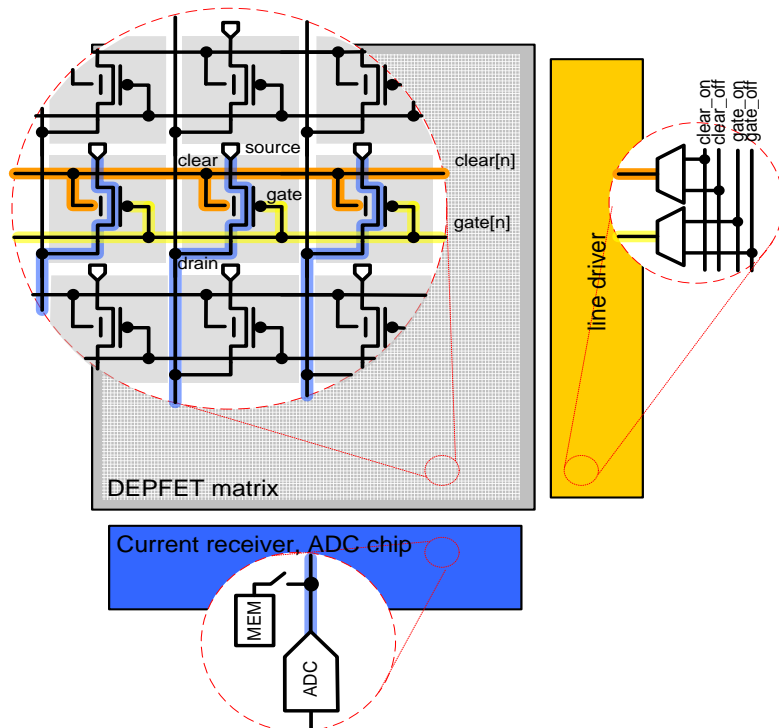 clear_on
clear_off
gate_on
gate_off
source
clear
clear[n]
gate
gate[n]
drain
line driver
DEPFET matrix
Current receiver, ADC chip
MEM
ADC